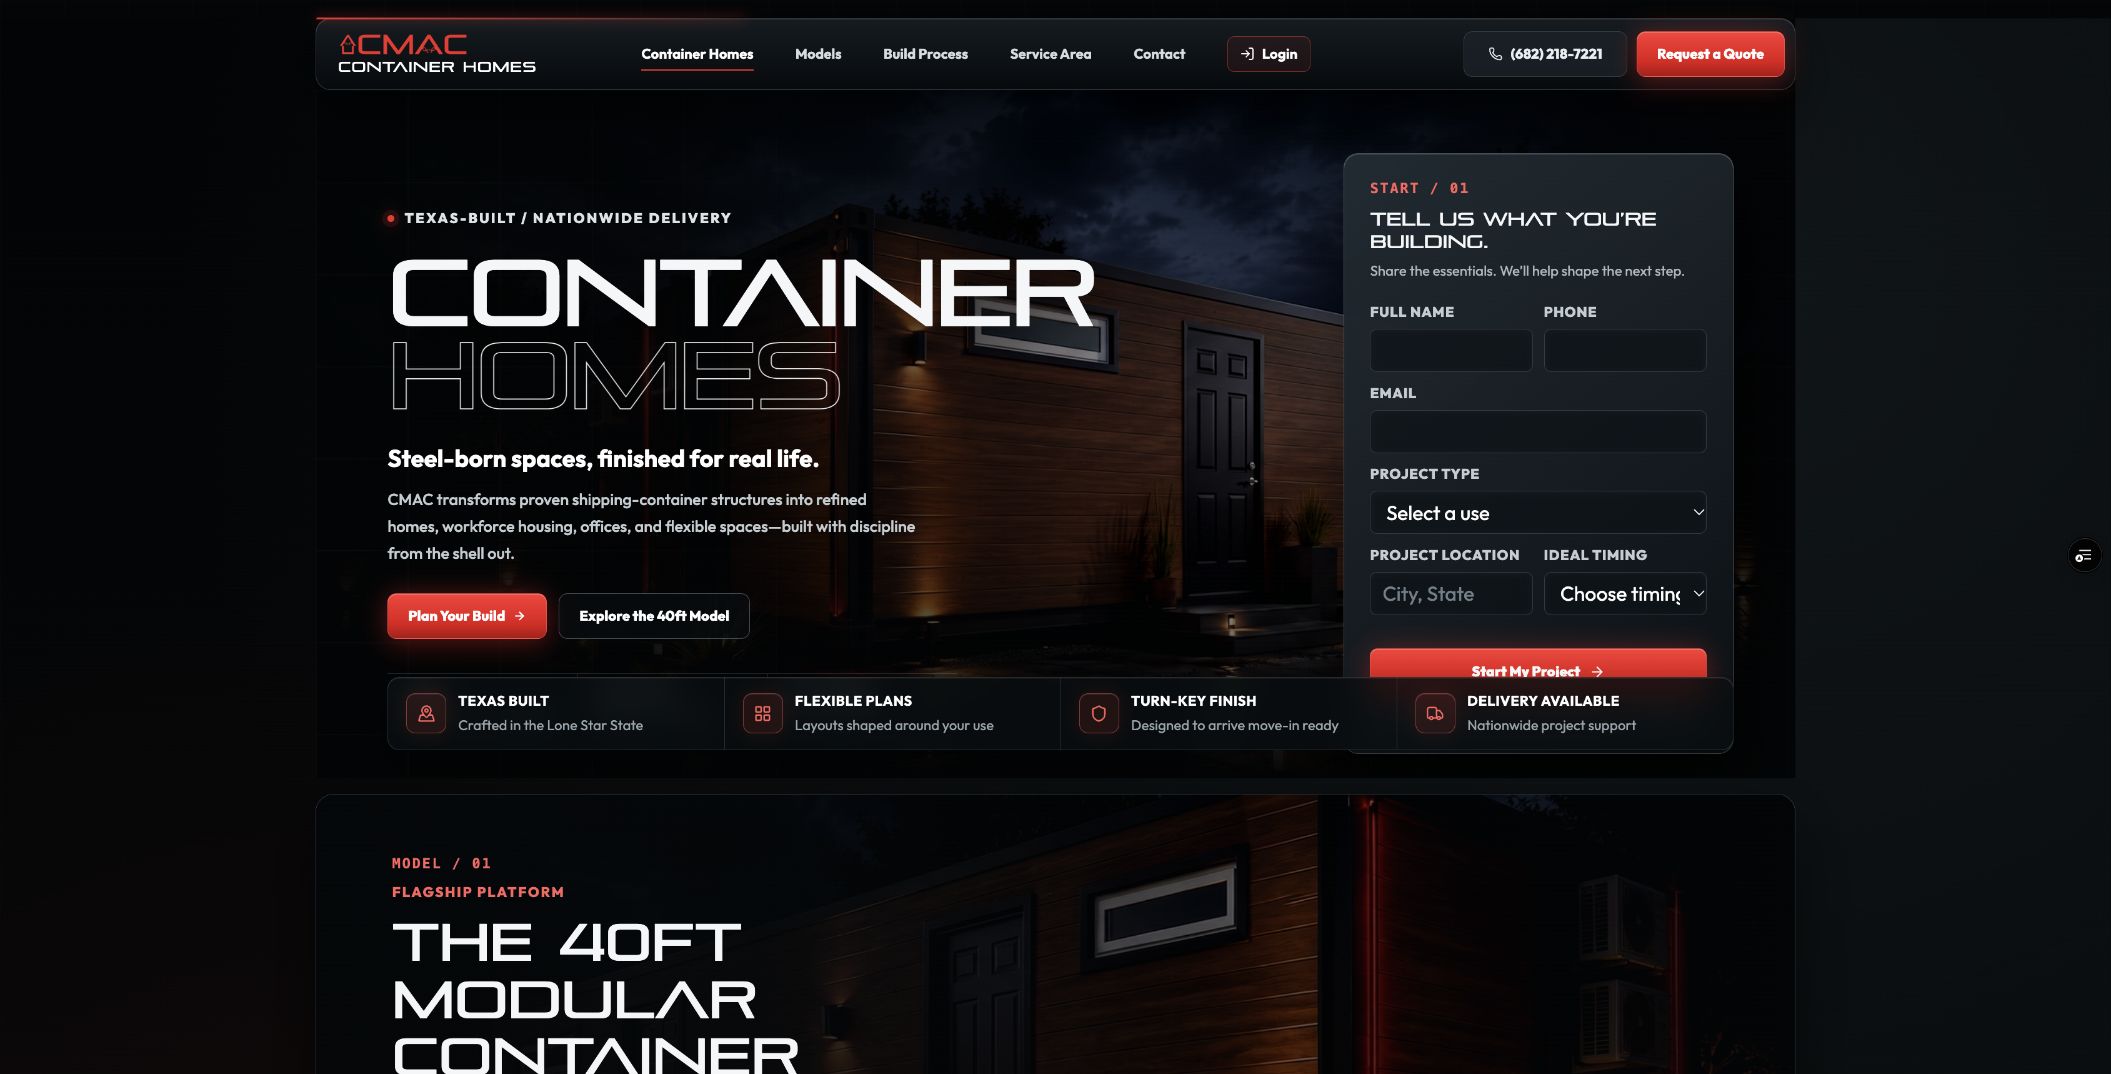 CMAC
CONTAINER HOMES
Container Homes
Models
Build Process
Service Area
Contact
Login
(682) 218-7221
Request a Quote
TEXAS-BUILT / NATIONWIDE DELIVERY
CONTAINER
HOMES
Steel-born spaces, finished for real life.
CMAC transforms proven shipping-container structures into refined
homes, workforce housing, offices, and flexible spaces—built with discipline
from the shell out.
Plan Your Build
Explore the 40ft Model
START / 01
TELL US WHAT YOU'RE
BUILDING.
Share the essentials. We'll help shape the next step.
FULL NAME
PHONE
EMAIL
PROJECT TYPE
Select a use
PROJECT LOCATION
IDEAL TIMING
City, State
Choose timing
Start My Project
TEXAS BUILT
Crafted in the Lone Star State
FLEXIBLE PLANS
Layouts shaped around your use
TURN-KEY FINISH
Designed to arrive move-in ready
DELIVERY AVAILABLE
Nationwide project support
MODEL / 01
FLAGSHIP PLATFORM
THE 40FT
MODULAR
CONTAINER